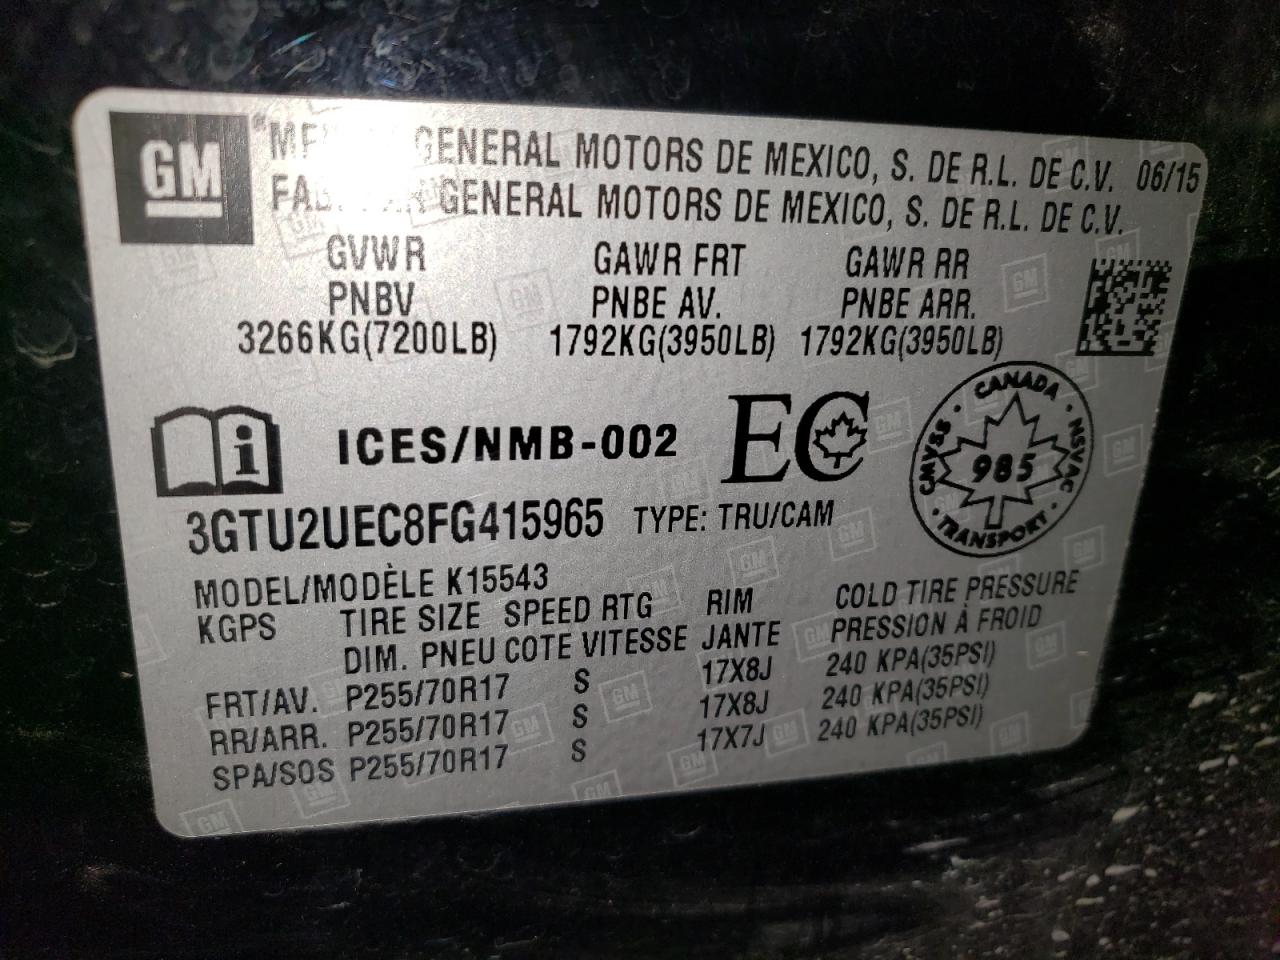 GM
GENERAL MOTORS DE MEXICO, S. DE R.L. DE C.V. 06/15
GENERAL MOTORS DE MEXICO, S. DE R.L. DE C.V.
GVWR GAWR FRT GAWR RR
PNBV PNBE AV. PNBE ARR.
3266KG(7200LB) 1792KG(3950LB) 1792KG(3950LB)
i ICES/NMB-002 EC
CANADA
CMVSS 985 NSVAC
TRANSPORT
3GTU2UEC8FG415965 TYPE: TRU/CAM
MODEL/MODÈLE K15543
KGPS TIRE SIZE SPEED RTG RIM COLD TIRE PRESSURE
DIM. PNEU COTE VITESSE JANTE PRESSION À FROID
FRT/AV. P255/70R17 S 17X8J 240 KPA(35PSI)
RR/ARR. P255/70R17 S 17X8J 240 KPA(35PSI)
SPA/SOS P255/70R17 S 17X7J 240 KPA(35PSI)